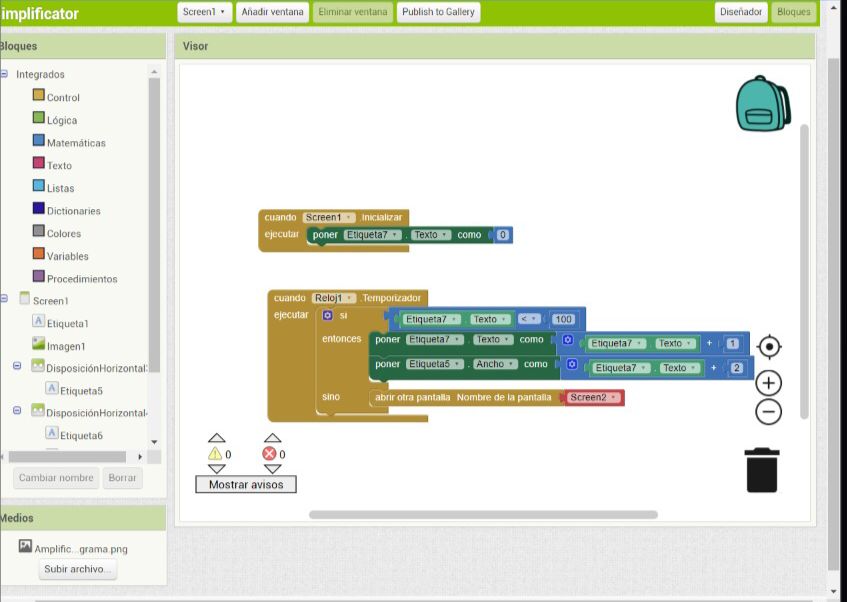 implificator
Screen1 Añadir ventana Eliminar ventana Publish to Gallery Diseñador Bloques
Bloques
Integrados
Control
Lógica
Matemáticas
Texto
Listas
Dictionaries
Colores
Variables
Procedimientos
Screen1
Etiqueta1
Imagen1
DisposiciónHorizontal
Etiqueta5
DisposiciónHorizontal
Etiqueta6
Cambiar nombre Borrar
Medios
Amplific...grama.png
Subir archivo...
Visor
cuando Screen1 .Inicializar
ejecutar poner Etiqueta7 . Texto como 0
cuando Reloj1 .Temporizador
ejecutar si Etiqueta7 . Texto < 100
entonces poner Etiqueta7 . Texto como Etiqueta7 . Texto + 1
poner Etiqueta5 . Ancho como Etiqueta7 . Texto + 2
sino abrir otra pantalla Nombre de la pantalla Screen2
0 0
Mostrar avisos